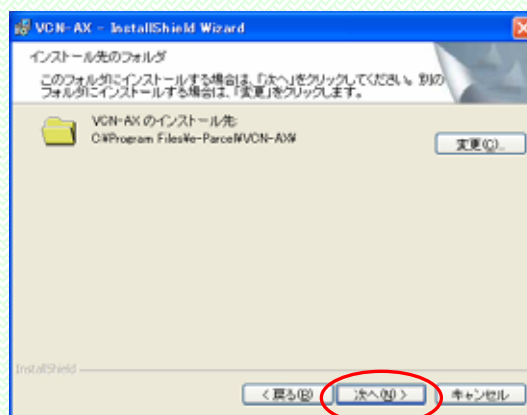 VCN-AX - InstallShield Wizard
インストール先のフォルダ
このフォルダにインストールする場合は、「次へ」をクリックしてください。別の
フォルダにインストールする場合は、「変更」をクリックします。
VCN-AX のインストール先:
C:¥Program Files¥e-Parcel¥VCN-AX¥
変更(C)...
InstallShield
< 戻る(B)
次へ(N) >
キャンセル